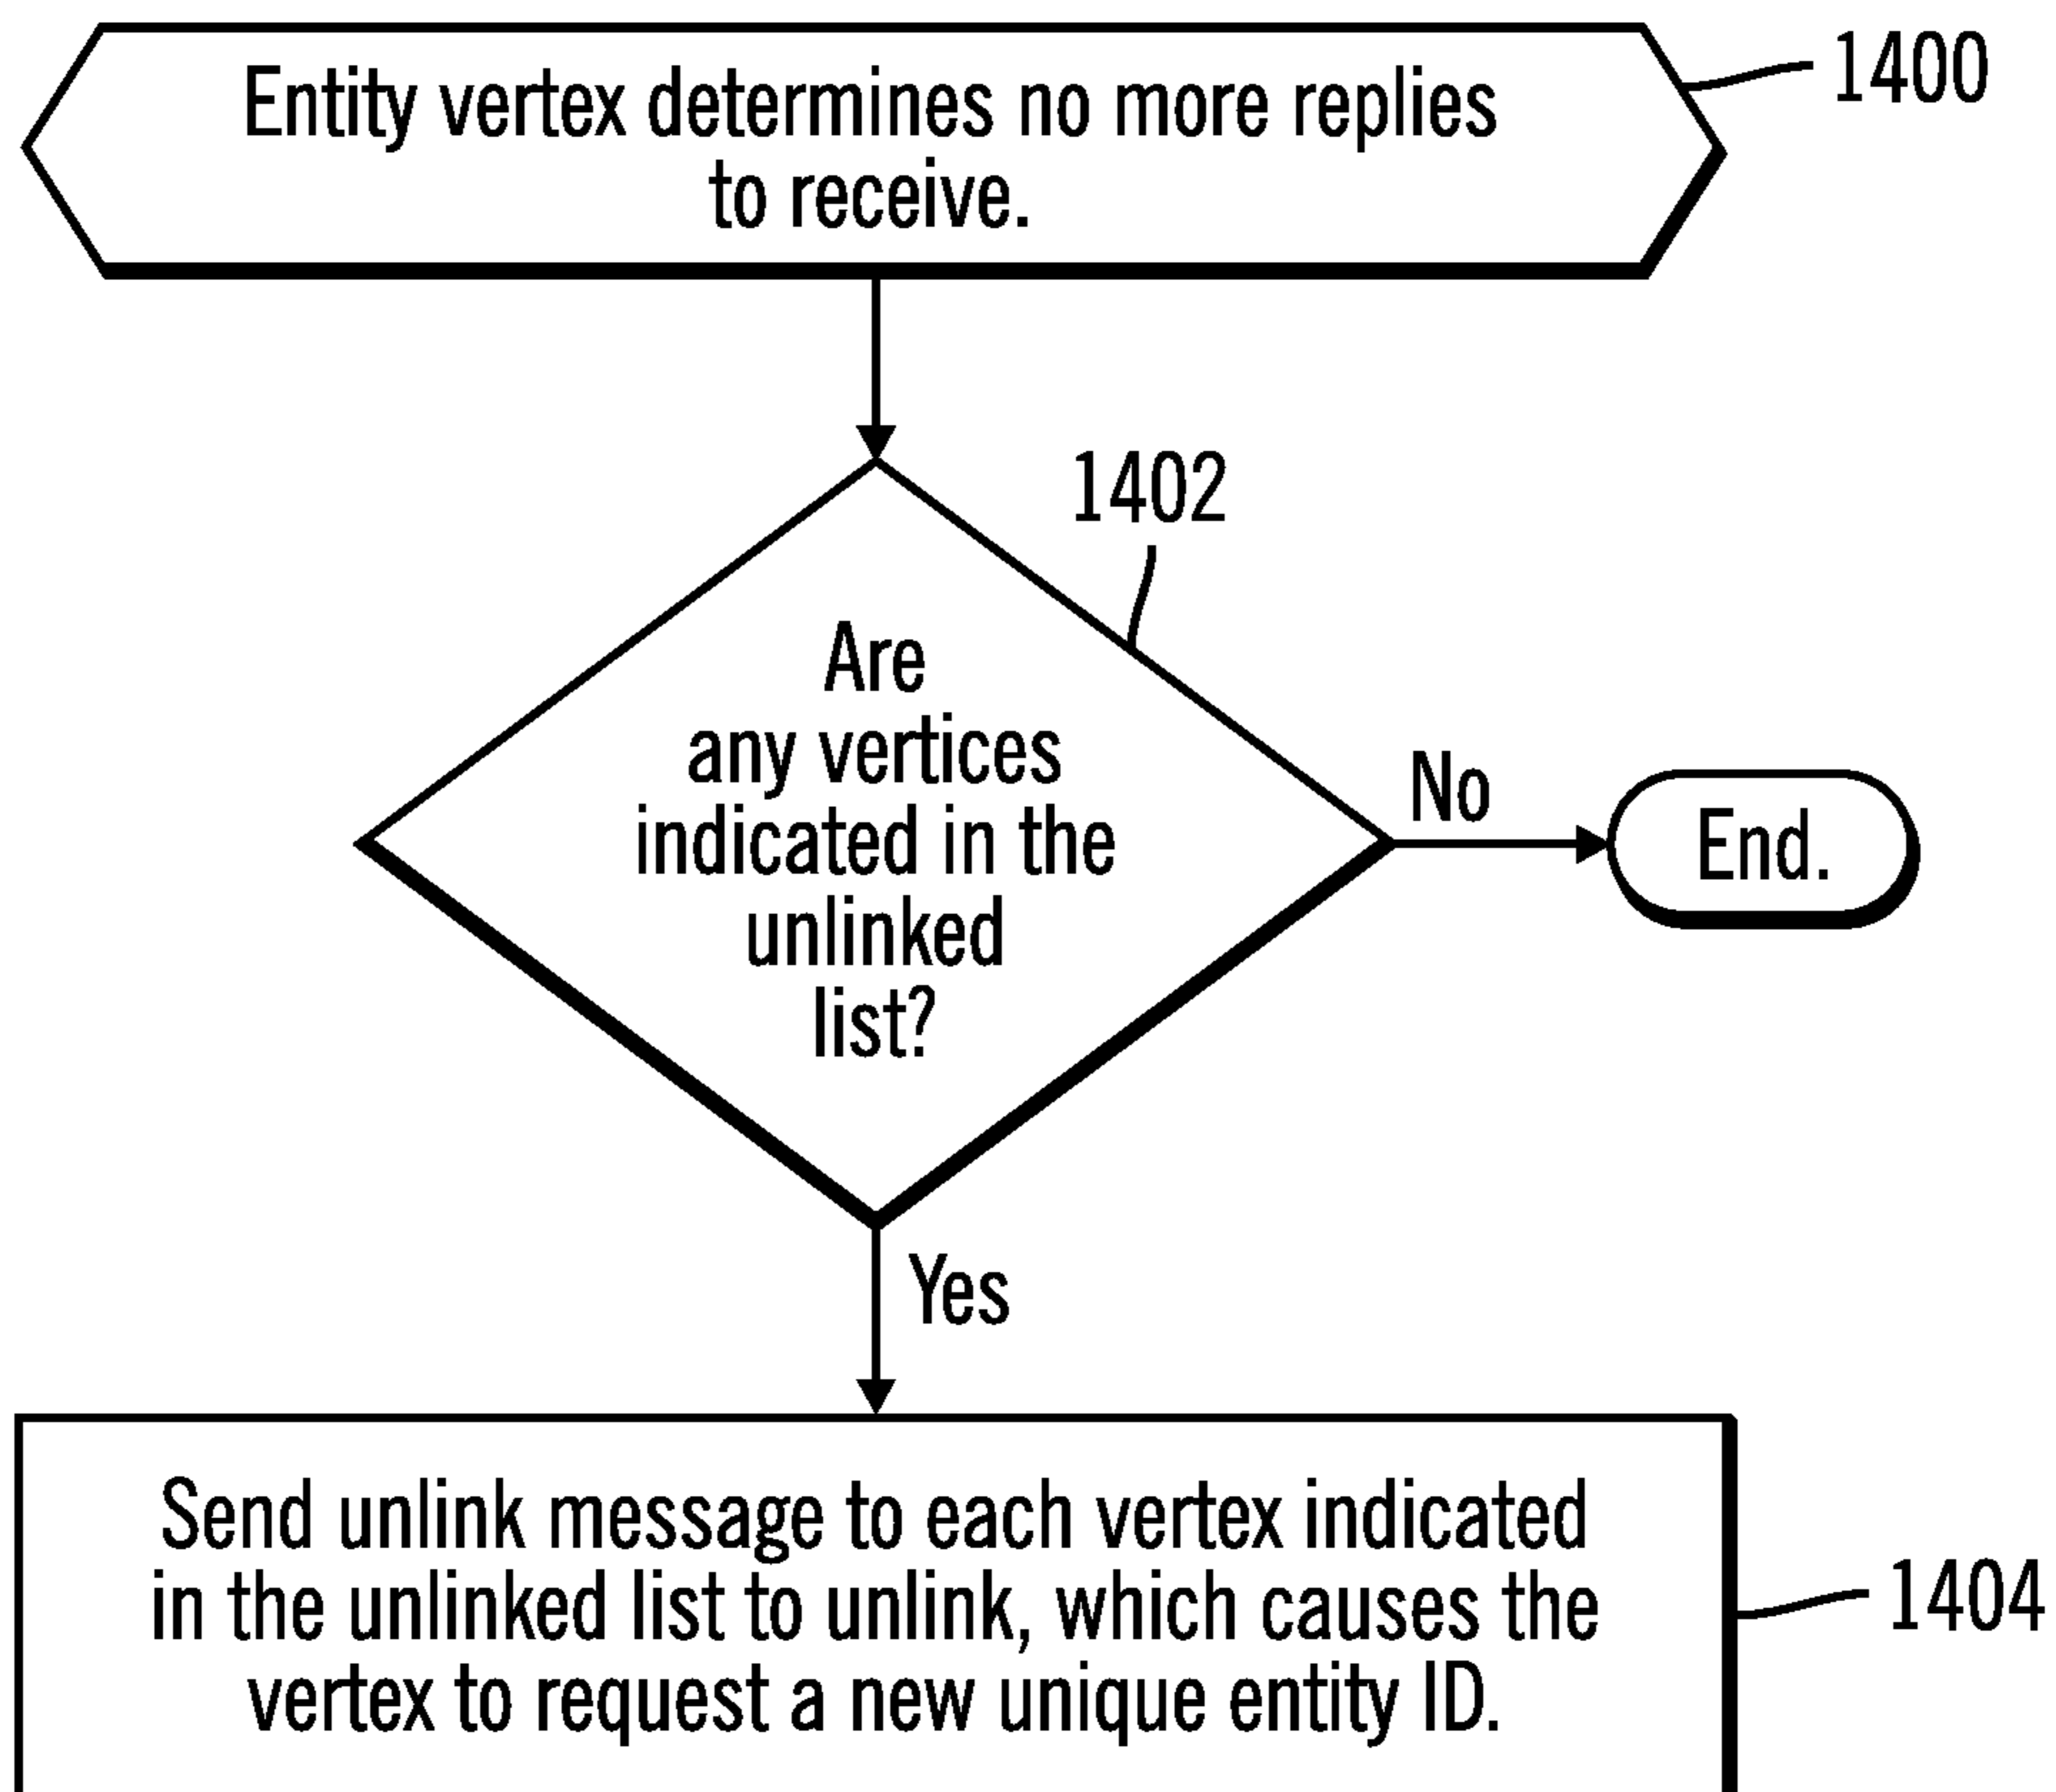 Entity vertex determines no more replies
to receive.
1400
1402
Are
any vertices
indicated in the
unlinked
list?
No
End.
Yes
Send unlink message to each vertex indicated
in the unlinked list to unlink, which causes the
vertex to request a new unique entity ID.
1404